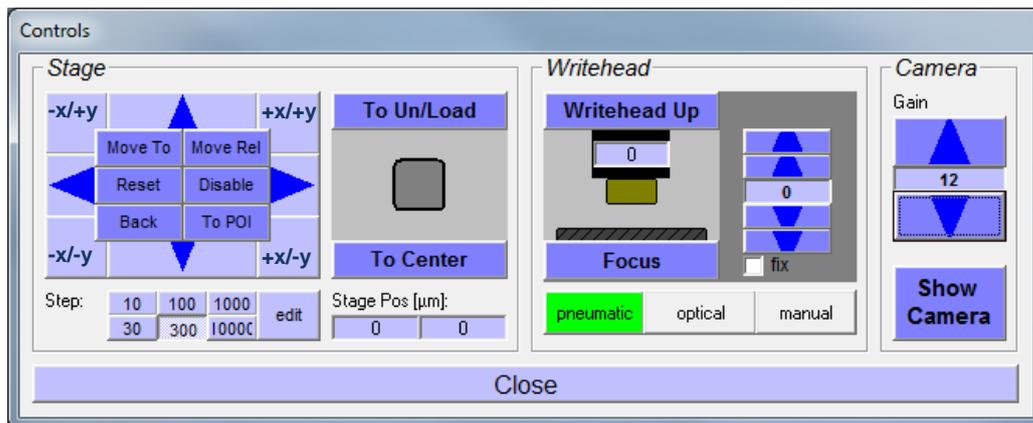 Controls
Stage
-x/+y
+x/+y
Move To
Move Rel
Reset
Disable
Back
To POI
-x/-y
+x/-y
Step:
10
100
1000
30
300
10000
edit
To Un/Load
To Center
Stage Pos [µm]:
0
0
Writehead
Writehead Up
0
0
Focus
fix
pneumatic
optical
manual
Camera
Gain
12
Show
Camera
Close